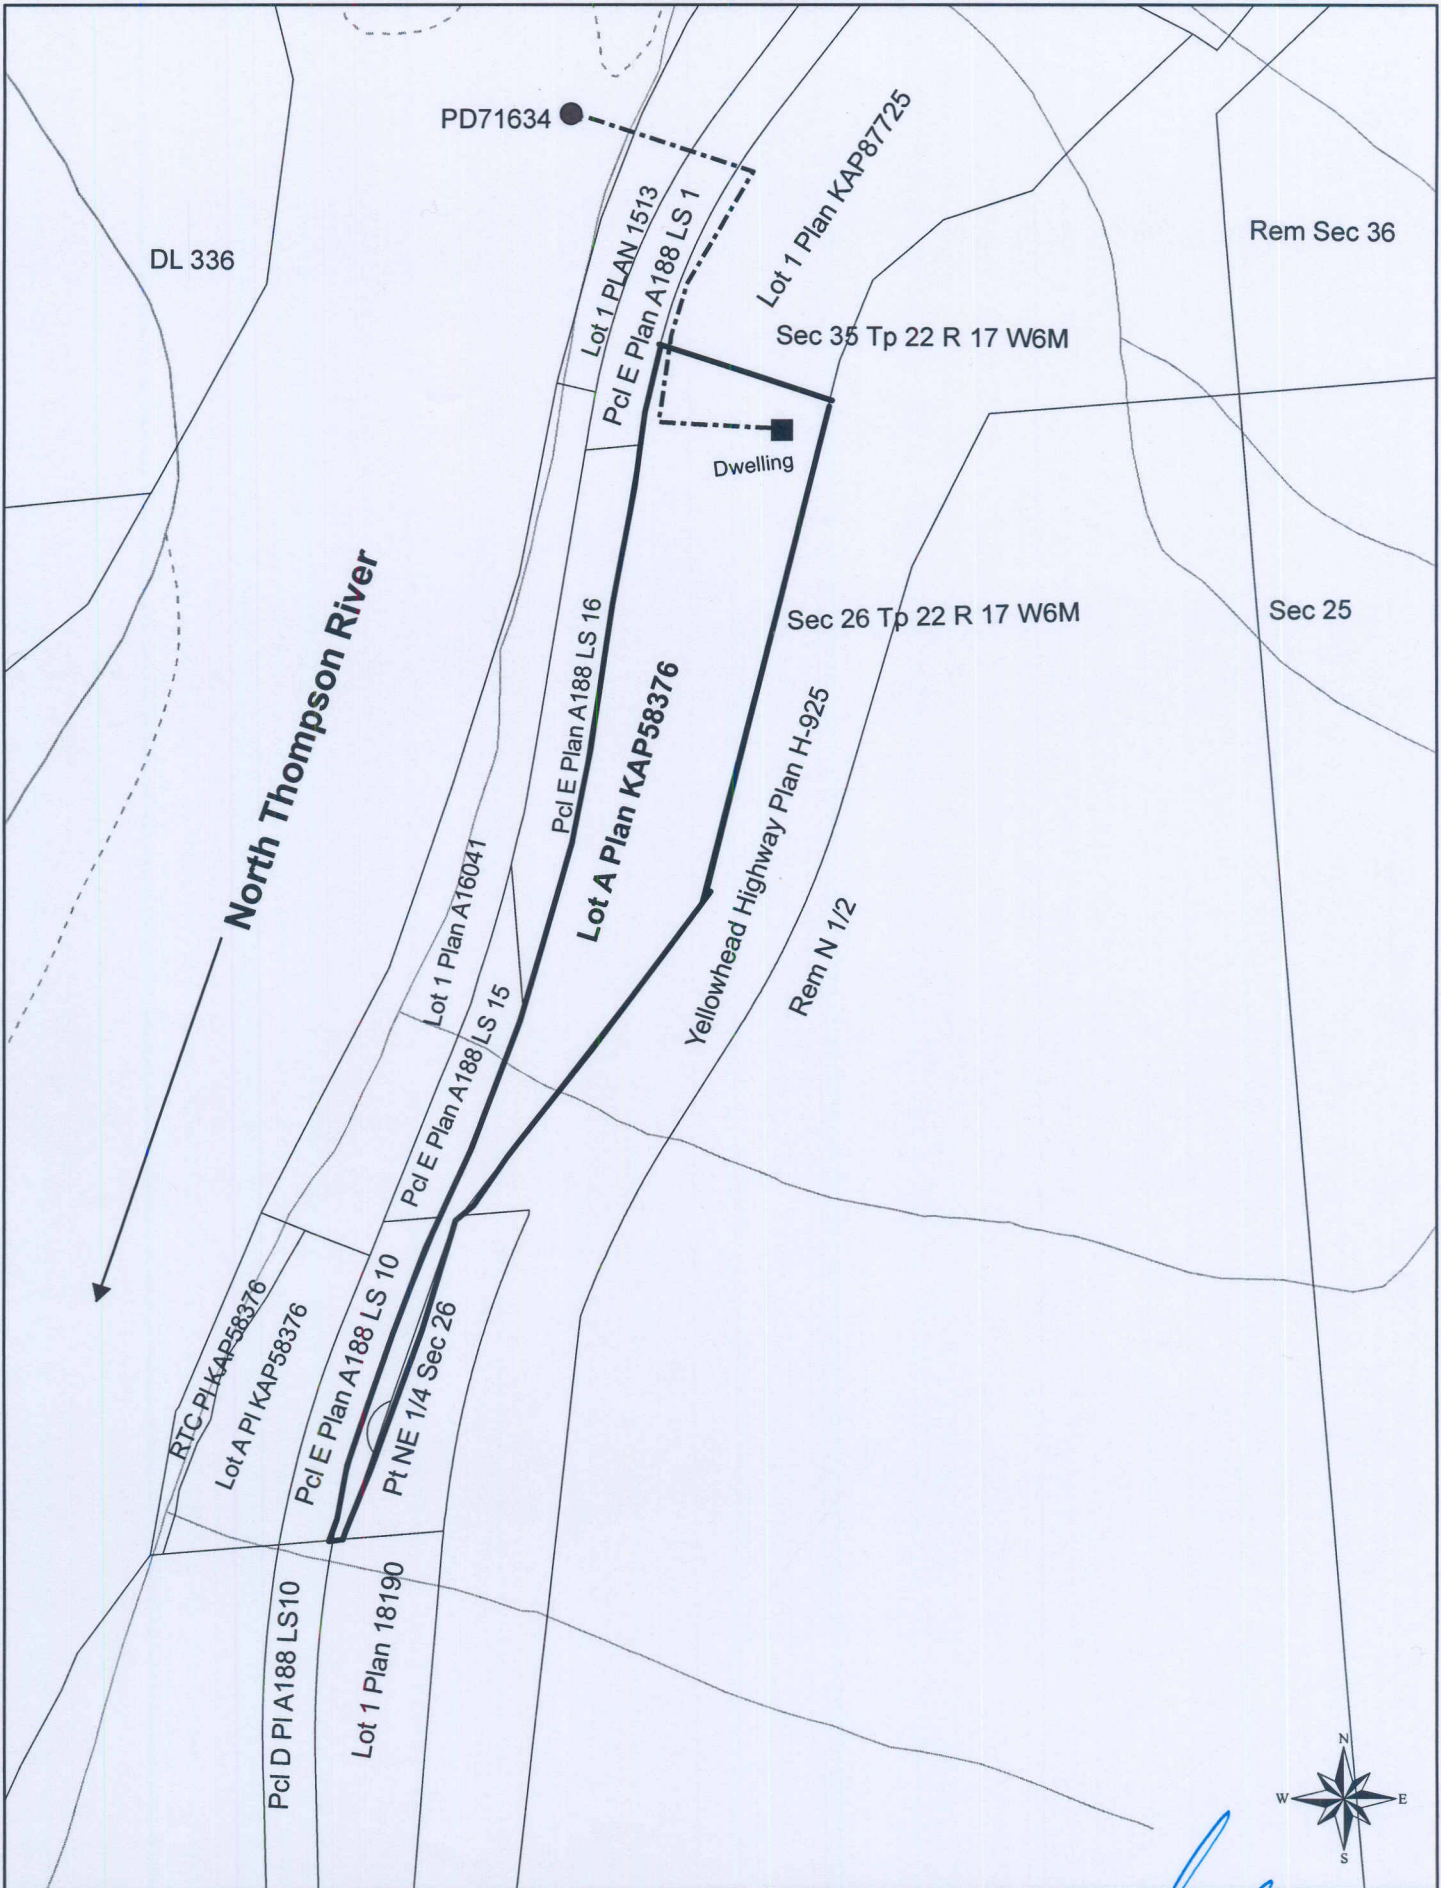 PD71634
Lot 1 Plan KAP87725
Lot 1 PLAN 1513
Pcl E Plan A188 LS 1
DL 336
Rem Sec 36
Sec 35 Tp 22 R 17 W6M
Dwelling
North Thompson River
Pcl E Plan A188 LS 16
Lot A Plan KAP58376
Sec 26 Tp 22 R 17 W6M
Sec 25
Yellowhead Highway Plan H-925
Lot 1 Plan A16041
Rem N 1/2
Pcl E Plan A188 LS 15
RTC Pl KAP58376
Lot A Pl KAP58376
Pcl E Plan A188 LS 10
Pt NE 1/4 Sec 26
Pcl D Pl A188 LS10
Lot 1 Plan 18190
N
W
E
S